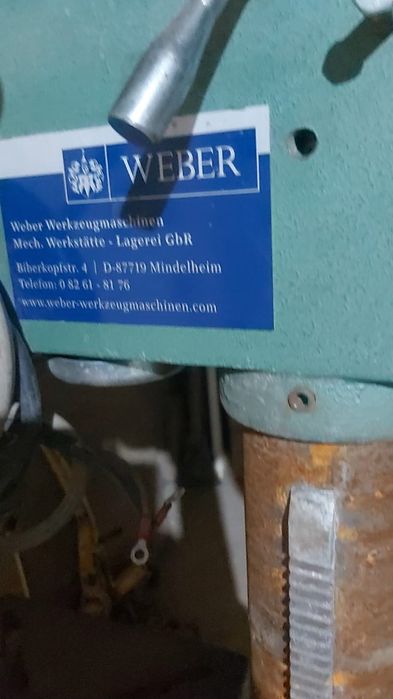 WEBER
Weber Werkzeugmaschinen
Mech. Werkstätte - Lagerei GbR
Biberkopfstr. 4 | D-87719 Mindelheim
Telefon: 0 82 61 - 81 76
www.weber-werkzeugmaschinen.com